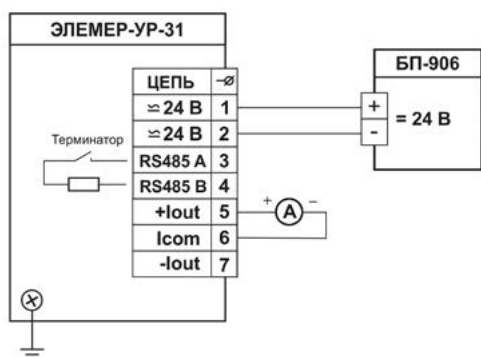 ЭЛЕМЕР-УР-31
БП-906
ЦЕПЬ
≂ 24 В 1
≂ 24 В 2
+
-
= 24 В
Терминатор
RS485 A 3
RS485 B 4
+Iout 5
+ A −
Icom 6
-Iout 7